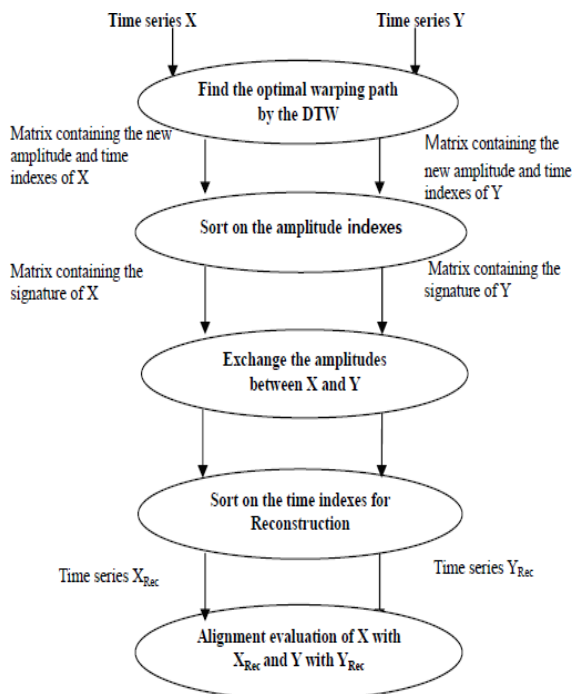 Time series X
Time series Y
Find the optimal warping path
by the DTW
Matrix containing the new
amplitude and time
indexes of X
Matrix containing the
new amplitude and time
indexes of Y
Sort on the amplitude indexes
Matrix containing the
signature of X
Matrix containing the
signature of Y
Exchange the amplitudes
between X and Y
Sort on the time indexes for
Reconstruction
Time series XRec
Time series YRec
Alignment evaluation of X with
XRec and Y with YRec